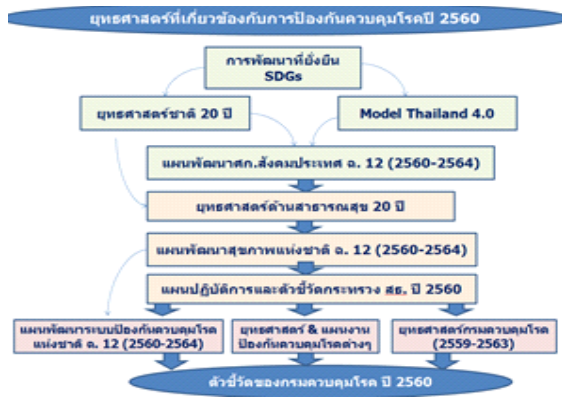 ยุทธศาสตร์ที่เกี่ยวข้องกับการป้องกันควบคุมโรคปี 2560
การพัฒนาที่ยั่งยืน
SDGs
ยุทธศาสตร์ชาติ 20 ปี
Model Thailand 4.0
แผนพัฒนาศก.สังคมประเทศ ฉ. 12 (2560-2564)
ยุทธศาสตร์ด้านสาธารณสุข 20 ปี
แผนพัฒนาสุขภาพแห่งชาติ ฉ. 12 (2560-2564)
แผนปฏิบัติการและตัวชี้วัดกระทรวง สธ. ปี 2560
แผนพัฒนาระบบป้องกันควบคุมโรค
แห่งชาติ ฉ. 12 (2560-2564)
ยุทธศาสตร์ & แผนงาน
ป้องกันควบคุมโรคต่างๆ
ยุทธศาสตร์กรมควบคุมโรค
(2559-2563)
ตัวชี้วัดของกรมควบคุมโรค ปี 2560